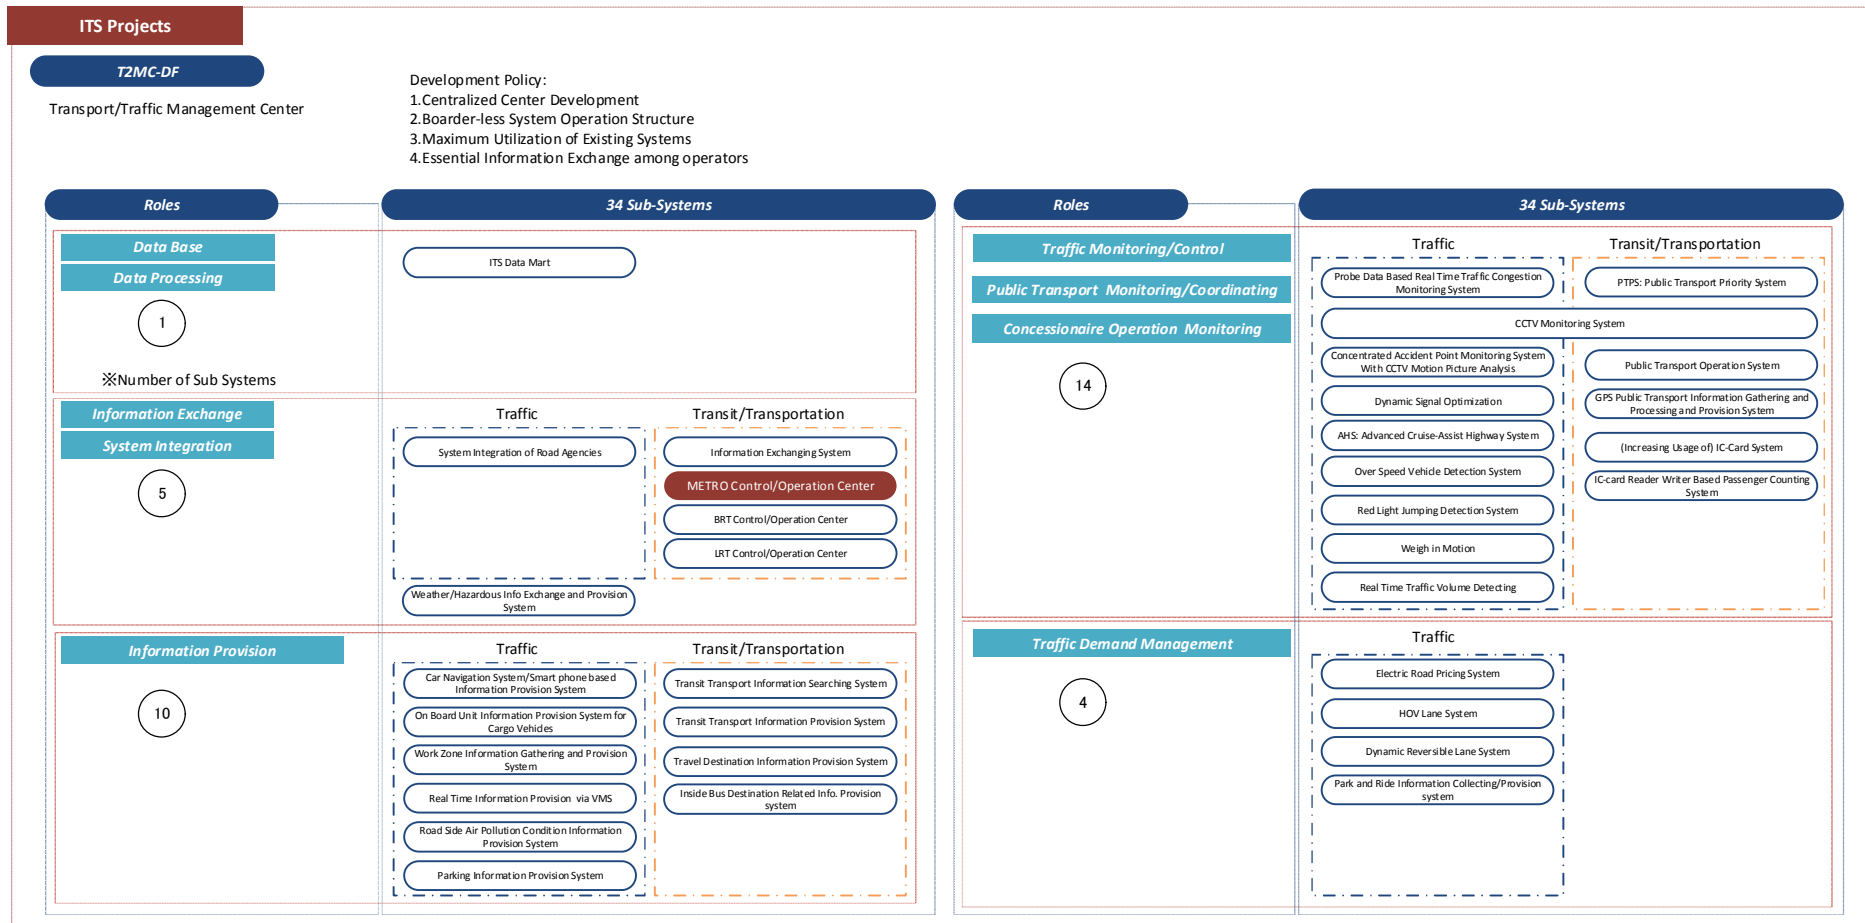 ITS Projects
T2MC-DF
Transport/Traffic Management Center
Development Policy:
1.Centralized Center Development
2.Boarder-less System Operation Structure
3.Maximum Utilization of Existing Systems
4.Essential Information Exchange among operators
Roles
34 Sub-Systems
Data Base
Data Processing
1
※Number of Sub Systems
ITS Data Mart
Information Exchange
System Integration
5
Traffic
System Integration of Road Agencies
Weather/Hazardous Info Exchange and Provision
System
Transit/Transportation
Information Exchanging System
METRO Control/Operation Center
BRT Control/Operation Center
LRT Control/Operation Center
Information Provision
10
Traffic
Car Navigation System/Smart phone based
Information Provision System
On Board Unit Information Provision System for
Cargo Vehicles
Work Zone Information Gathering and Provision
System
Real Time Information Provision via VMS
Road Side Air Pollution Condition Information
Provision System
Parking Information Provision System
Transit/Transportation
Transit Transport Information Searching System
Transit Transport Information Provision System
Travel Destination Information Provision System
Inside Bus Destination Related Info. Provision
system
Roles
34 Sub-Systems
Traffic Monitoring/Control
Public Transport Monitoring/Coordinating
Concessionaire Operation Monitoring
14
Traffic
Probe Data Based Real Time Traffic Congestion
Monitoring System
CCTV Monitoring System
Concentrated Accident Point Monitoring System
With CCTV Motion Picture Analysis
Dynamic Signal Optimization
AHS: Advanced Cruise-Assist Highway System
Over Speed Vehicle Detection System
Red Light Jumping Detection System
Weigh in Motion
Real Time Traffic Volume Detecting
Transit/Transportation
PTPS: Public Transport Priority System
Public Transport Operation System
GPS Public Transport Information Gathering and
Processing and Provision System
(Increasing Usage of) IC-Card System
IC-card Reader Writer Based Passenger Counting
System
Traffic Demand Management
4
Traffic
Electric Road Pricing System
HOV Lane System
Dynamic Reversible Lane System
Park and Ride Information Collecting/Provision
system